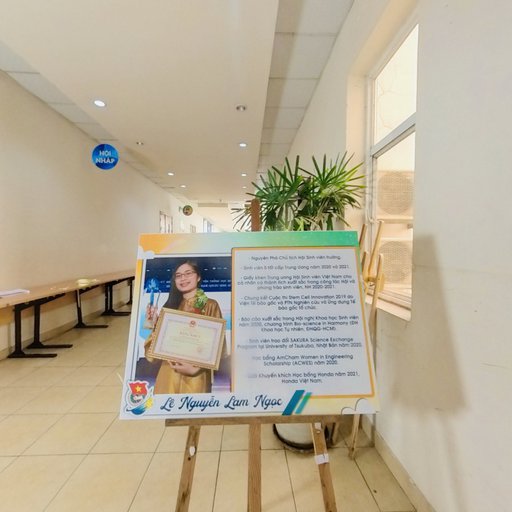 HỘI
NHẬP
- Nguyên Phó Chủ tịch Hội Sinh viên trường.
- Sinh viên 5 tốt cấp Trung Ương năm 2020 và 2021.
- Giấy khen Trung ương Hội Sinh viên Việt Nam cho
cá nhân có thành tích xuất sắc trong công tác Hội và
phong trào sinh viên, NH 2020-2021.
- Chung kết Cuộc thi Stem Cell Innovation 2019 do
Viện Tế bào gốc và PTN Nghiên cứu và Ứng dụng Tế
bào gốc tổ chức.
- Báo cáo xuất sắc trong Hội nghị Khoa học Sinh viên
năm 2020, chương trình Bio-science in Harmony (ĐH
Khoa học Tự nhiên, ĐHQG-HCM).
- Sinh viên trao đổi SAKURA Science Exchange
Program tại University of Tsukuba, Nhật Bản năm 2020.
- Học bổng AmCham Women in Engineering
Scholarship (ACWES) năm 2020.
Khuyến khích Học bổng Honda năm 2021,
Honda Việt Nam.
Lê Nguyễn Lam Ngọc